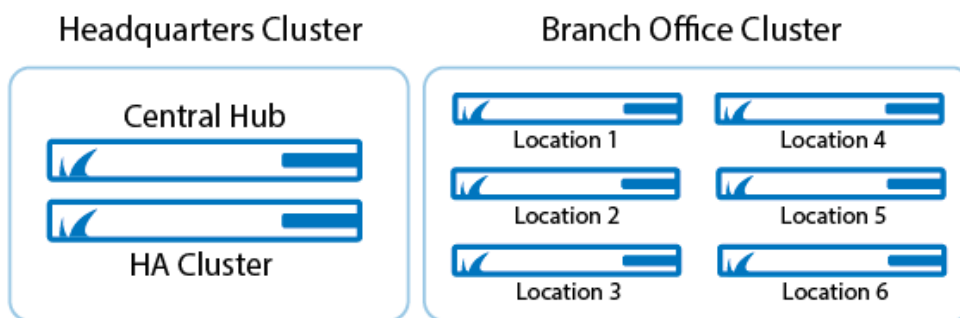 Headquarters Cluster
Branch Office Cluster
Central Hub
HA Cluster
Location 1
Location 4
Location 2
Location 5
Location 3
Location 6